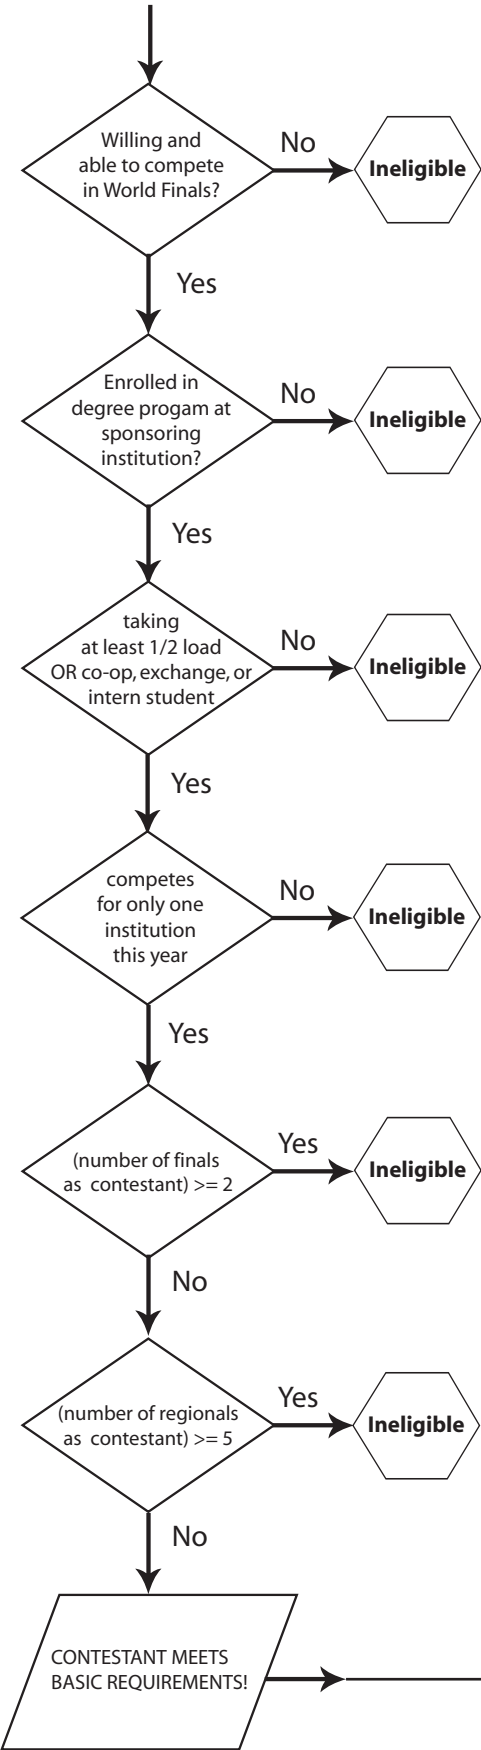 Willing and
able to compete
in World Finals?
No
Ineligible
Yes
Enrolled in
degree progam at
sponsoring
institution?
No
Ineligible
Yes
taking
at least 1/2 load
OR co-op, exchange, or
intern student
No
Ineligible
Yes
competes
for only one
institution
this year
No
Ineligible
Yes
(number of finals
as contestant) >= 2
Yes
Ineligible
No
(number of regionals
as contestant) >= 5
Yes
Ineligible
No
CONTESTANT MEETS
BASIC REQUIREMENTS!